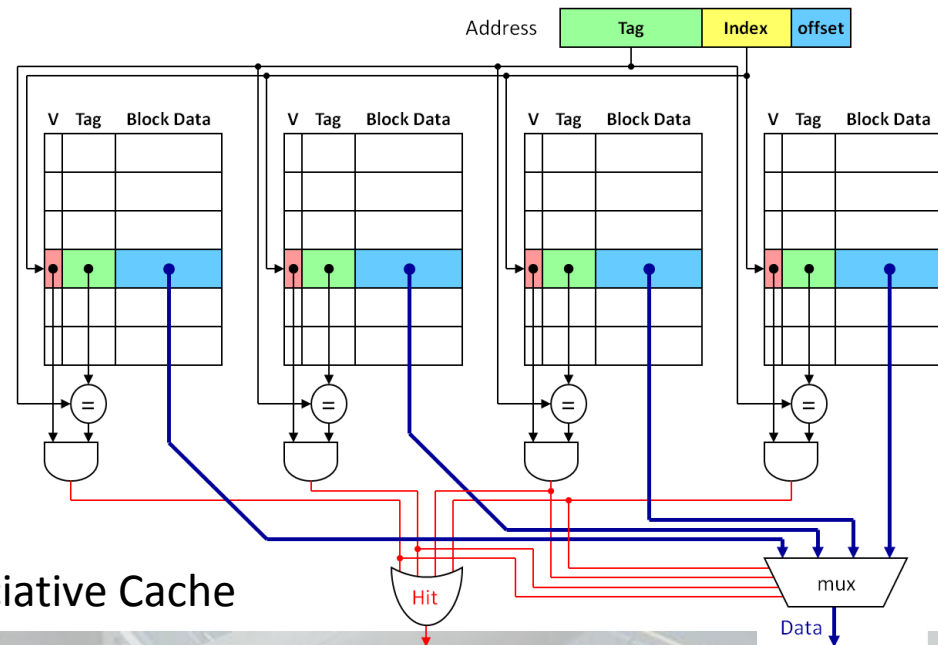 Address Tag Index offset
V Tag Block Data V Tag Block Data V Tag Block Data V Tag Block Data
= = = =
ciative Cache
Hit
mux
Data